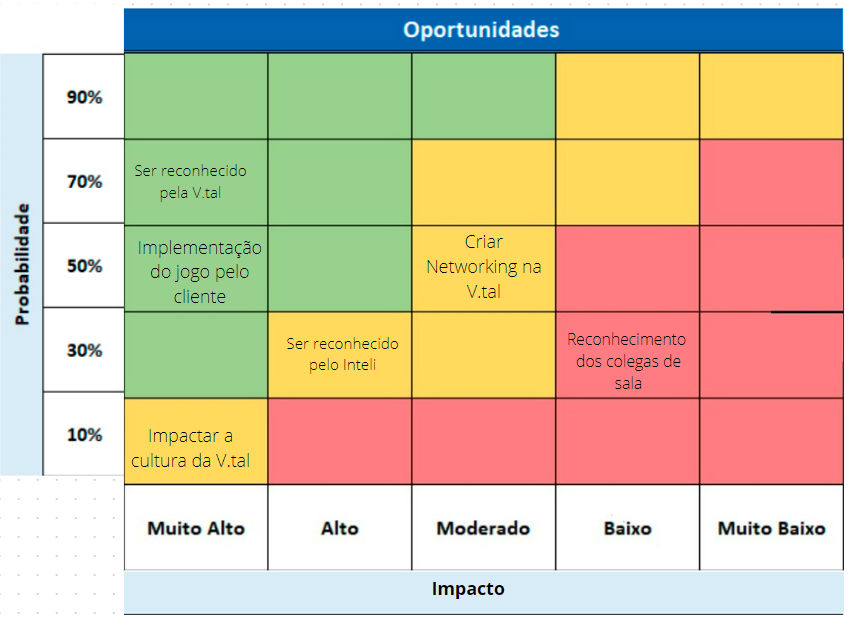 Oportunidades
Probabilidade
90%
70%
Ser reconhecido
pela V.tal
50%
Implementação
do jogo pelo
cliente
Criar
Networking na
V.tal
30%
Ser reconhecido
pelo Inteli
Reconhecimento
dos colegas de
sala
10%
Impactar a
cultura da V.tal
Muito Alto
Alto
Moderado
Baixo
Muito Baixo
Impacto